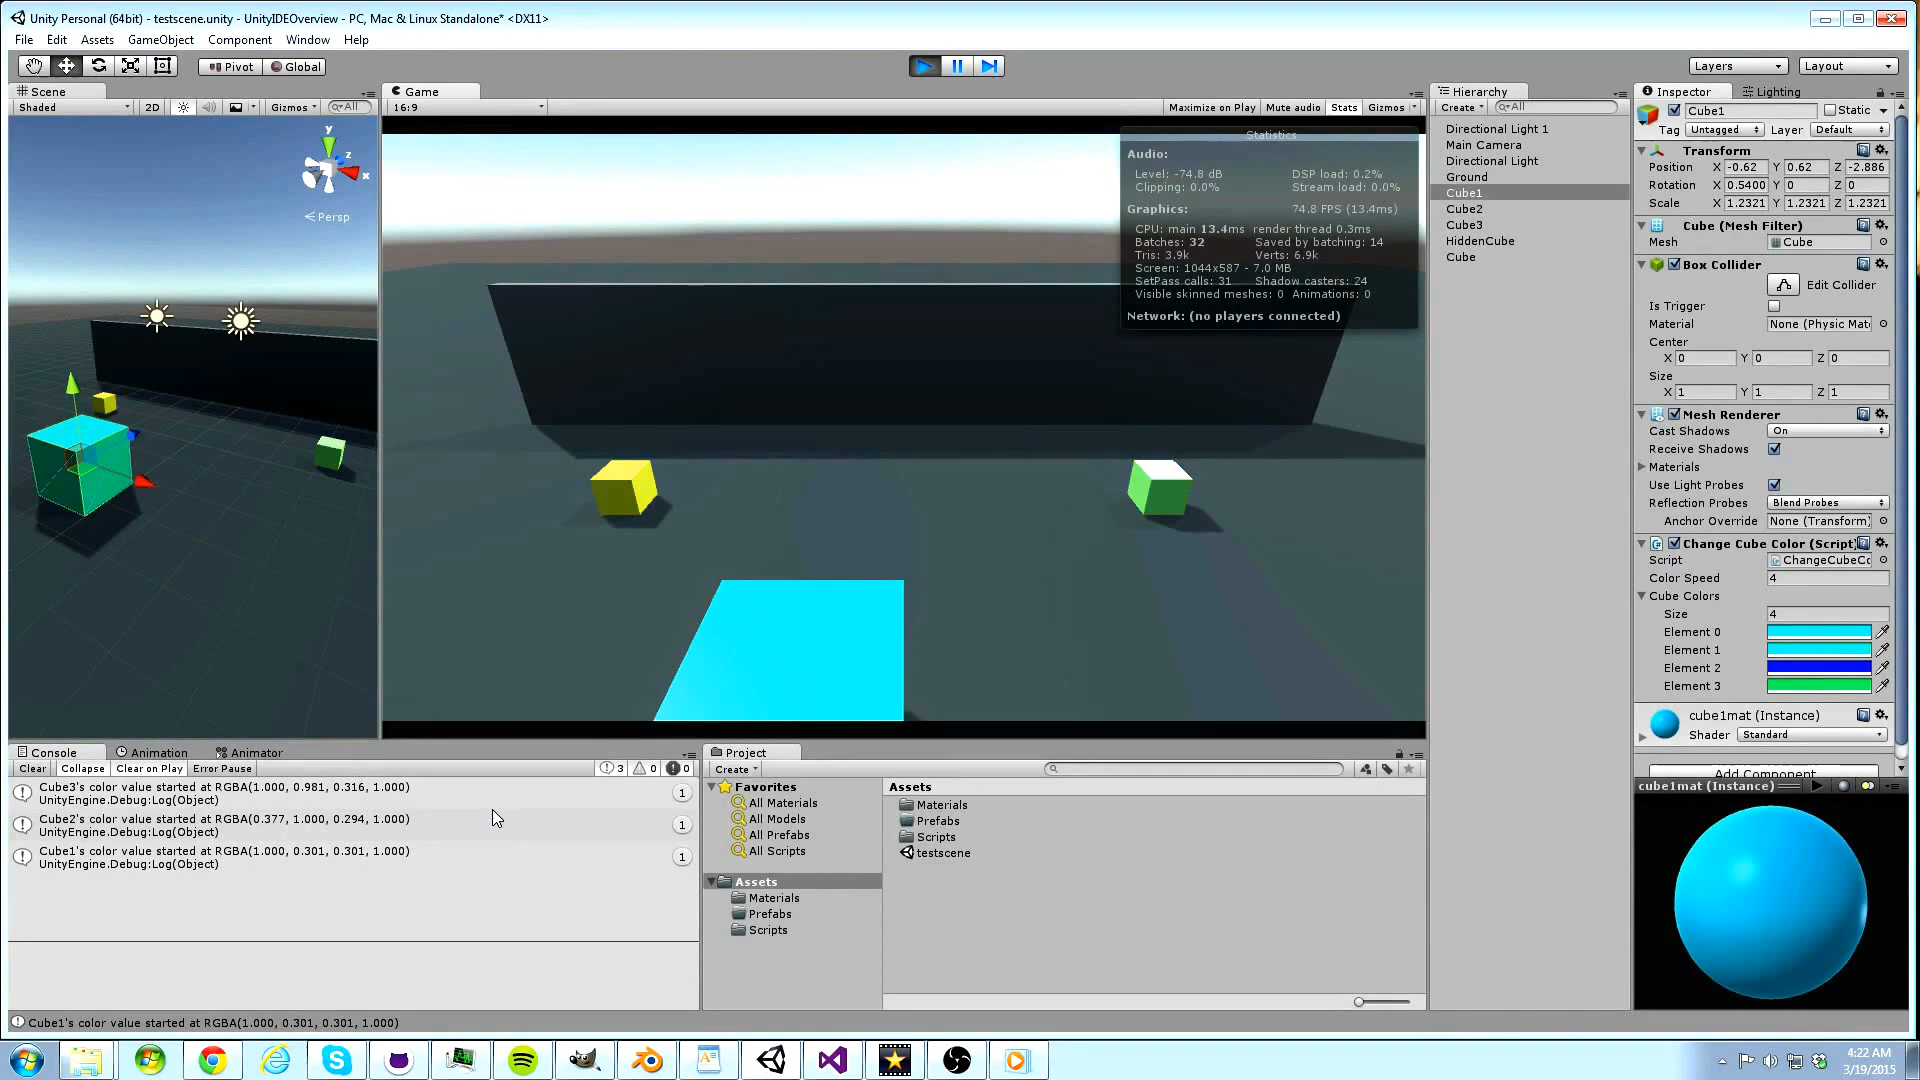 Unity Personal (64bit) - testscene.unity - UnityIDEOverview - PC, Mac & Linux Standalone* <DX11>
File Edit Assets GameObject Component Window Help
Pivot Global Layers Layout
Scene
Shaded 2D Gizmos All
y
z
x
Persp
Game
16:9 Maximize on Play Mute audio Stats Gizmos
Statistics
Audio:
Level: -74.8 dB DSP load: 0.2%
Clipping: 0.0% Stream load: 0.0%
Graphics: 74.8 FPS (13.4ms)
CPU: main 13.4ms render thread 0.3ms
Batches: 32 Saved by batching: 14
Tris: 3.9k Verts: 6.9k
Screen: 1044x587 - 7.0 MB
SetPass calls: 31 Shadow casters: 24
Visible skinned meshes: 0 Animations: 0
Network: (no players connected)
Hierarchy
Create All
Directional Light 1
Main Camera
Directional Light
Ground
Cube1
Cube2
Cube3
HiddenCube
Cube
Inspector Lighting
Cube1 Static
Tag Untagged Layer Default
Transform
Position X -0.62 Y 0.62 Z -2.886
Rotation X 0.5400 Y 0 Z 0
Scale X 1.2321 Y 1.2321 Z 1.2321
Cube (Mesh Filter)
Mesh Cube
Box Collider
Edit Collider
Is Trigger
Material None (Physic Mat
Center
X 0 Y 0 Z 0
Size
X 1 Y 1 Z 1
Mesh Renderer
Cast Shadows On
Receive Shadows
Materials
Use Light Probes
Reflection Probes Blend Probes
Anchor Override None (Transform)
Change Cube Color (Script)
Script ChangeCubeCo
Color Speed 4
Cube Colors
Size 4
Element 0
Element 1
Element 2
Element 3
cube1mat (Instance)
Shader Standard
Add Component
cube1mat (Instance)
Console Animation Animator
Clear Collapse Clear on Play Error Pause 3 0 0
Cube3's color value started at RGBA(1.000, 0.981, 0.316, 1.000)
UnityEngine.Debug:Log(Object)
1
Cube2's color value started at RGBA(0.377, 1.000, 0.294, 1.000)
UnityEngine.Debug:Log(Object)
1
Cube1's color value started at RGBA(1.000, 0.301, 0.301, 1.000)
UnityEngine.Debug:Log(Object)
1
Project
Create
Favorites
All Materials
All Models
All Prefabs
All Scripts
Assets
Materials
Prefabs
Scripts
Assets
Materials
Prefabs
Scripts
testscene
Cube1's color value started at RGBA(1.000, 0.301, 0.301, 1.000)
4:22 AM
3/19/2015